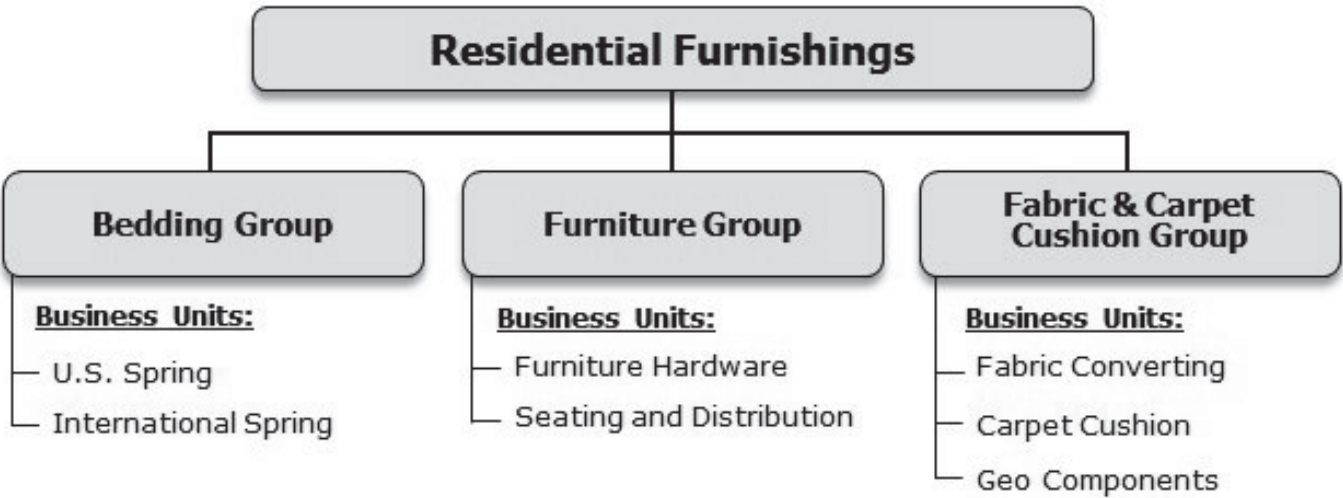 Residential Furnishings
Bedding Group
Business Units:
U.S. Spring
International Spring
Furniture Group
Business Units:
Furniture Hardware
Seating and Distribution
Fabric & Carpet
Cushion Group
Business Units:
Fabric Converting
Carpet Cushion
Geo Components